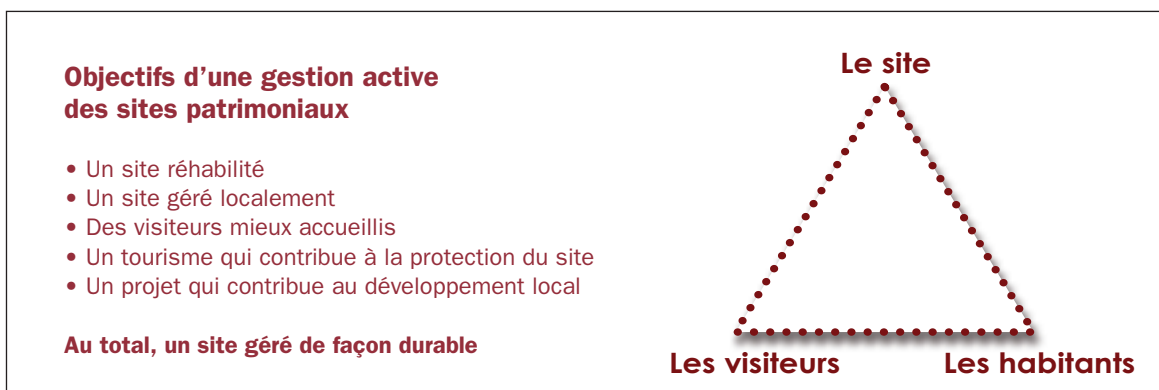 Objectifs d’une gestion active
des sites patrimoniaux
• Un site réhabilité
• Un site géré localement
• Des visiteurs mieux accueillis
• Un tourisme qui contribue à la protection du site
• Un projet qui contribue au développement local
Au total, un site géré de façon durable
Le site
Les visiteurs
Les habitants